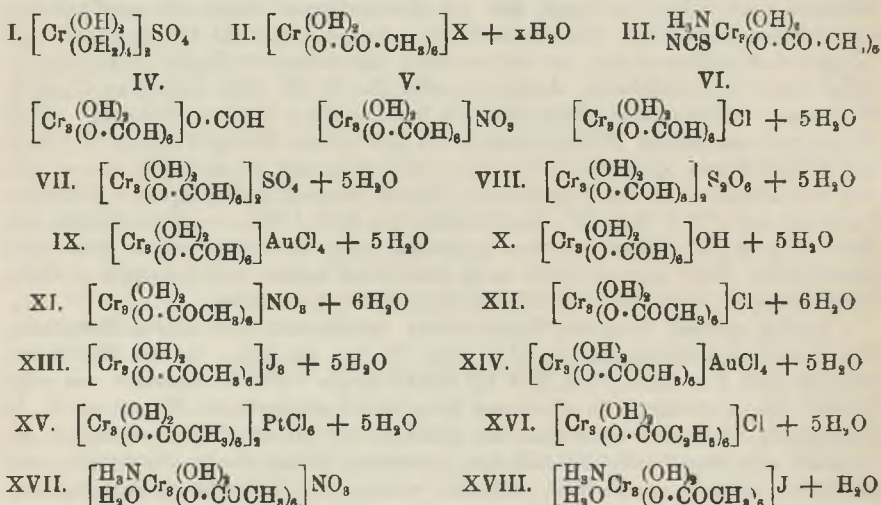 I. [Cr(OH)₂(OH₂)₄]₂SO₄ II. [Cr(OH)₂(O·CO·CH₃)₆]X + xH₂O III. H₃N NCS Cr₃(OH)₂(O·CO·CH₃)₆
IV. V. VI.
[Cr₃(OH)₂(O·COH)₆]O·COH [Cr₃(OH)₂(O·COH)₆]NO₃ [Cr₃(OH)₂(O·COH)₆]Cl + 5H₂O
VII. [Cr₃(OH)₂(O·COH)₆]₂SO₄ + 5H₂O VIII. [Cr₃(OH)₂(O·COH)₆]₂S₂O₆ + 5H₂O
IX. [Cr₃(OH)₂(O·COH)₆]AuCl₄ + 5H₂O X. [Cr₃(OH)₂(O·COH)₆]OH + 5H₂O
XI. [Cr₃(OH)₂(O·COCH₃)₆]NO₃ + 6H₂O XII. [Cr₃(OH)₂(O·COCH₃)₆]Cl + 6H₂O
XIII. [Cr₃(OH)₂(O·COCH₃)₆]J₃ + 5H₂O XIV. [Cr₃(OH)₂(O·COCH₃)₆]AuCl₄ + 5H₂O
XV. [Cr₃(OH)₂(O·COCH₃)₆]₂PtCl₆ + 5H₂O XVI. [Cr₃(OH)₂(O·COC₂H₅)₆]Cl + 5H₂O
XVII. [H₃N H₂O Cr₃(OH)₂(O·COCH₃)₆]NO₃ XVIII. [H₃N H₂O Cr₃(OH)₂(O·COCH₃)₆]J + H₂O